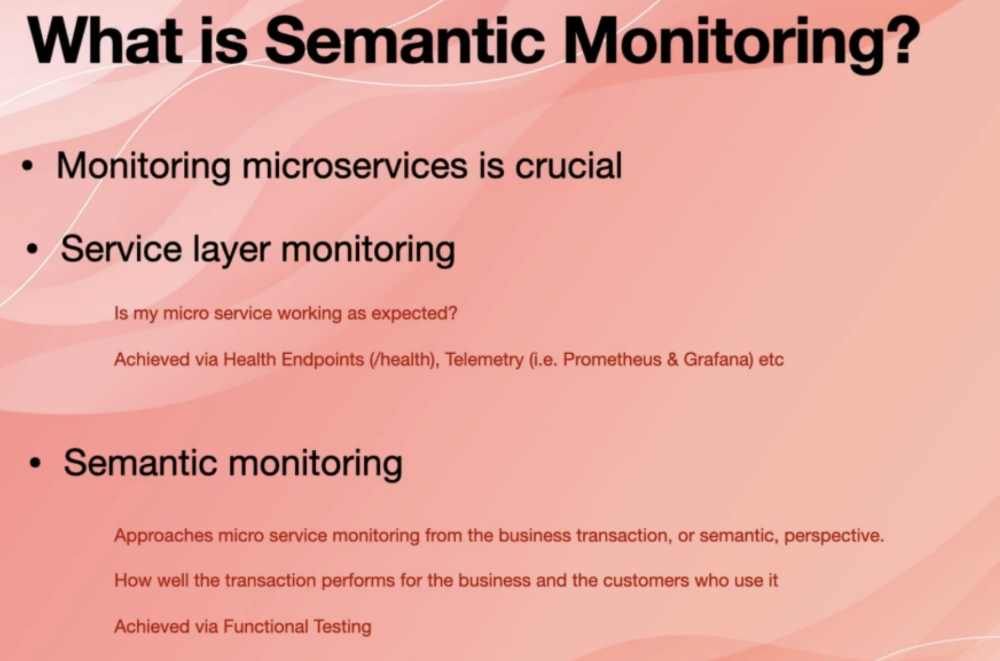 What is Semantic Monitoring?
• Monitoring microservices is crucial
• Service layer monitoring
Is my micro service working as expected?
Achieved via Health Endpoints (/health), Telemetry (i.e. Prometheus & Grafana) etc
• Semantic monitoring
Approaches micro service monitoring from the business transaction, or semantic, perspective.
How well the transaction performs for the business and the customers who use it
Achieved via Functional Testing